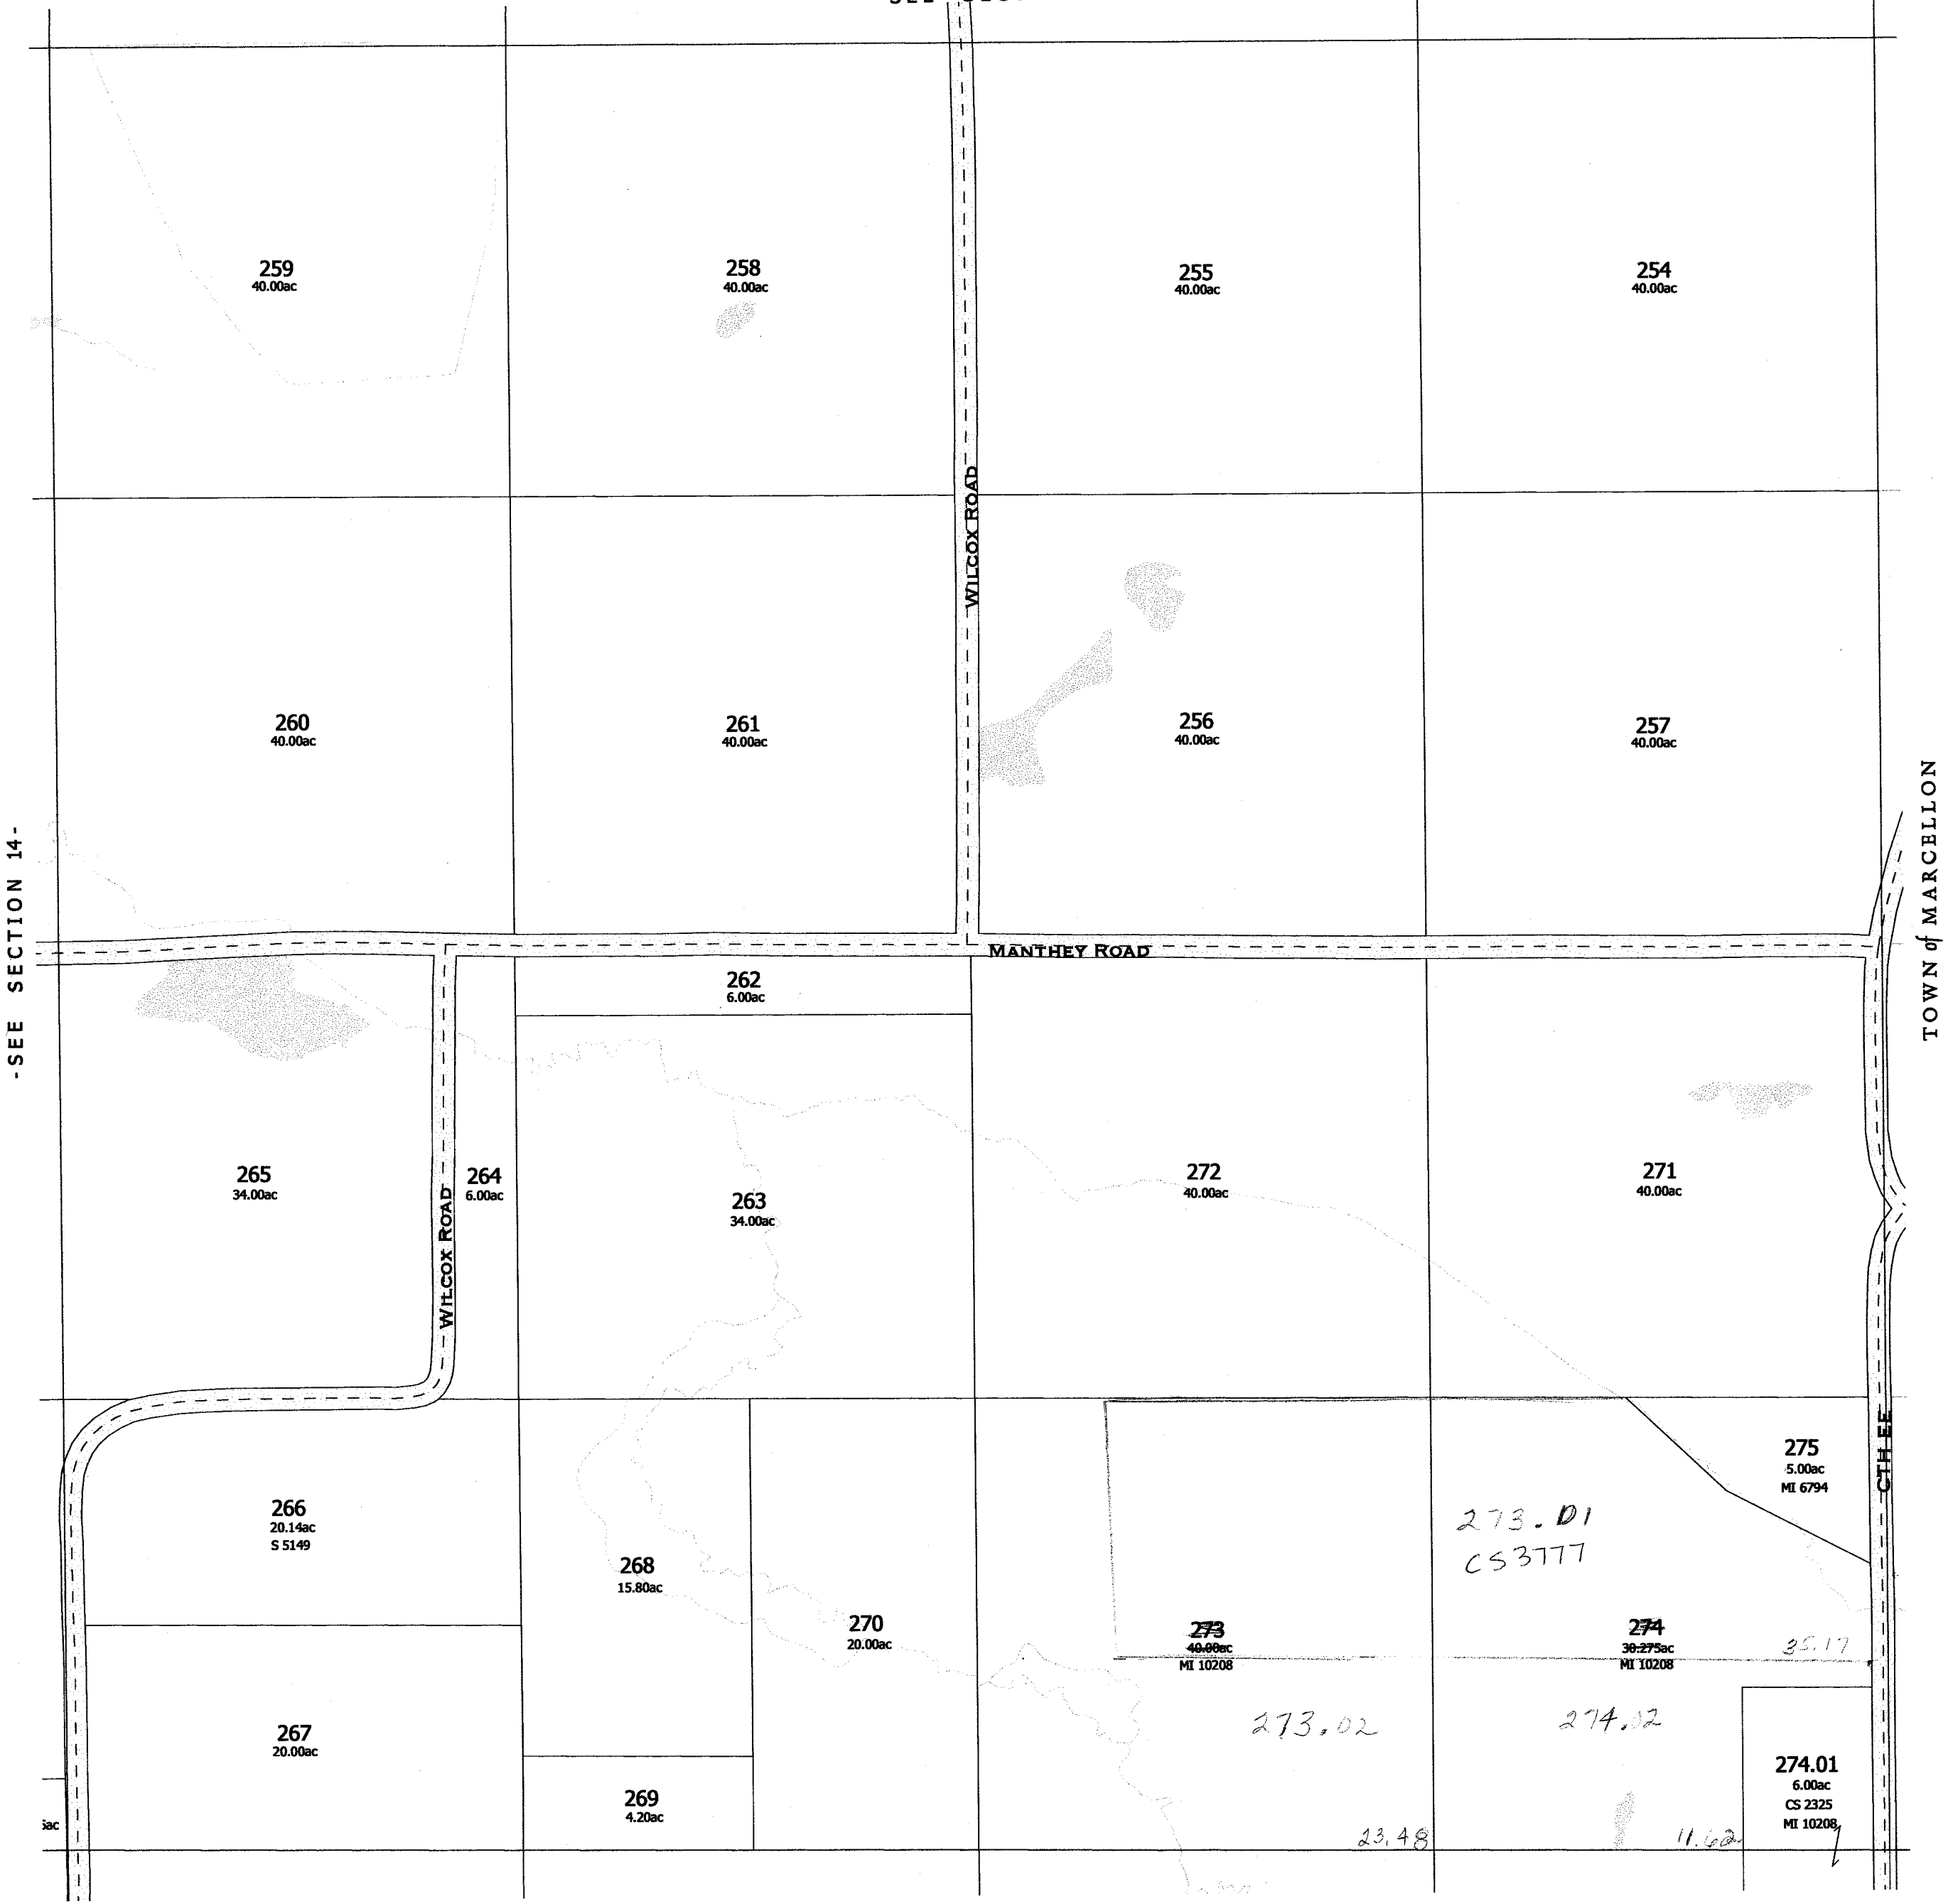 259
40.00ac
258
40.00ac
255
40.00ac
254
40.00ac
WILCOX ROAD
260
40.00ac
261
40.00ac
256
40.00ac
257
40.00ac
-SEE SECTION 14-
TOWN of MARCELLON
MANTHEY ROAD
262
6.00ac
265
34.00ac
264
6.00ac
WILCOX ROAD
263
34.00ac
272
40.00ac
271
40.00ac
275
5.00ac
MI 6794
CTH EE
266
20.14ac
S 5149
273.01
CS3777
268
15.80ac
270
20.00ac
273
40.00ac
MI 10208
274
30.275ac
MI 10208
35.17
267
20.00ac
273.02
274.02
269
4.20ac
274.01
6.00ac
CS 2325
MI 10208
23.48
11.62